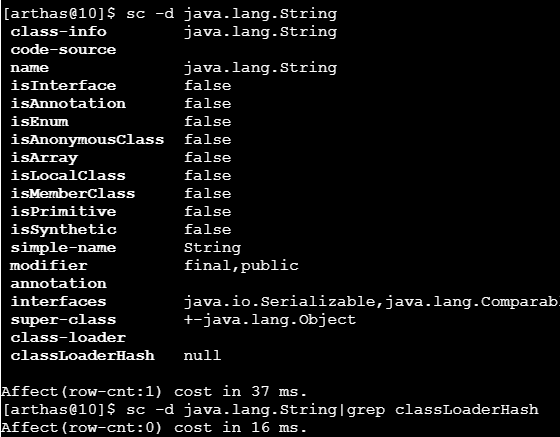 [arthas@10]$ sc -d java.lang.String
class-info java.lang.String
code-source
name java.lang.String
isInterface false
isAnnotation false
isEnum false
isAnonymousClass false
isArray false
isLocalClass false
isMemberClass false
isPrimitive false
isSynthetic false
simple-name String
modifier final,public
annotation
interfaces java.io.Serializable,java.lang.Comparab
super-class +-java.lang.Object
class-loader
classLoaderHash null
Affect(row-cnt:1) cost in 37 ms.
[arthas@10]$ sc -d java.lang.String|grep classLoaderHash
Affect(row-cnt:0) cost in 16 ms.